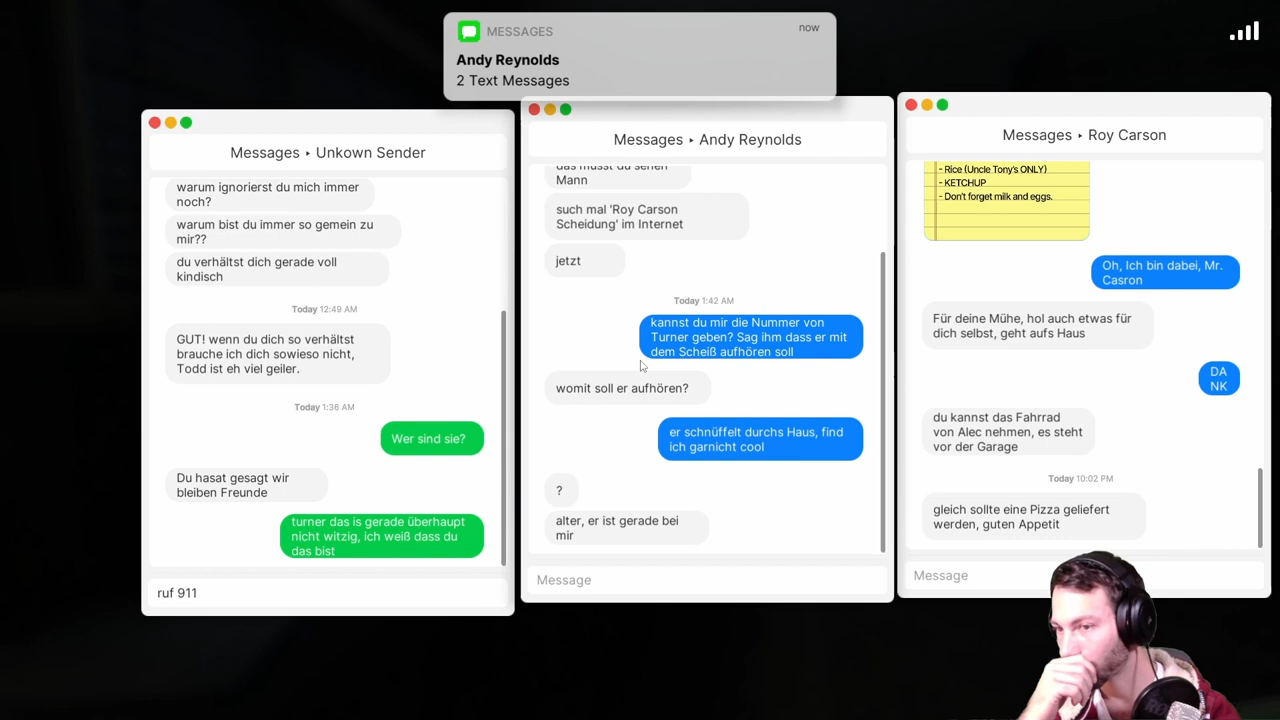 MESSAGES
now
Andy Reynolds
2 Text Messages
Messages ‣ Unkown Sender
warum ignorierst du mich immer
noch?
warum bist du immer so gemein zu
mir??
du verhältst dich gerade voll
kindisch
Today 12:49 AM
GUT! wenn du dich so verhältst
brauche ich dich sowieso nicht,
Todd ist eh viel geiler.
Today 1:36 AM
Wer sind sie?
Du hasat gesagt wir
bleiben Freunde
turner das is gerade überhaupt
nicht witzig, ich weiß dass du
das bist
ruf 911
Messages ‣ Andy Reynolds
das musst du sehen
Mann
such mal 'Roy Carson
Scheidung' im Internet
jetzt
Today 1:42 AM
kannst du mir die Nummer von
Turner geben? Sag ihm dass er mit
dem Scheiß aufhören soll
womit soll er aufhören?
er schnüffelt durchs Haus, find
ich garnicht cool
?
alter, er ist gerade bei
mir
Message
Messages ‣ Roy Carson
- Rice (Uncle Tony's ONLY)
- KETCHUP
- Don't forget milk and eggs.
Oh, Ich bin dabei, Mr.
Casron
Für deine Mühe, hol auch etwas für
dich selbst, geht aufs Haus
DA
NK
du kannst das Fahrrad
von Alec nehmen, es steht
vor der Garage
Today 10:02 PM
gleich sollte eine Pizza geliefert
werden, guten Appetit
Message